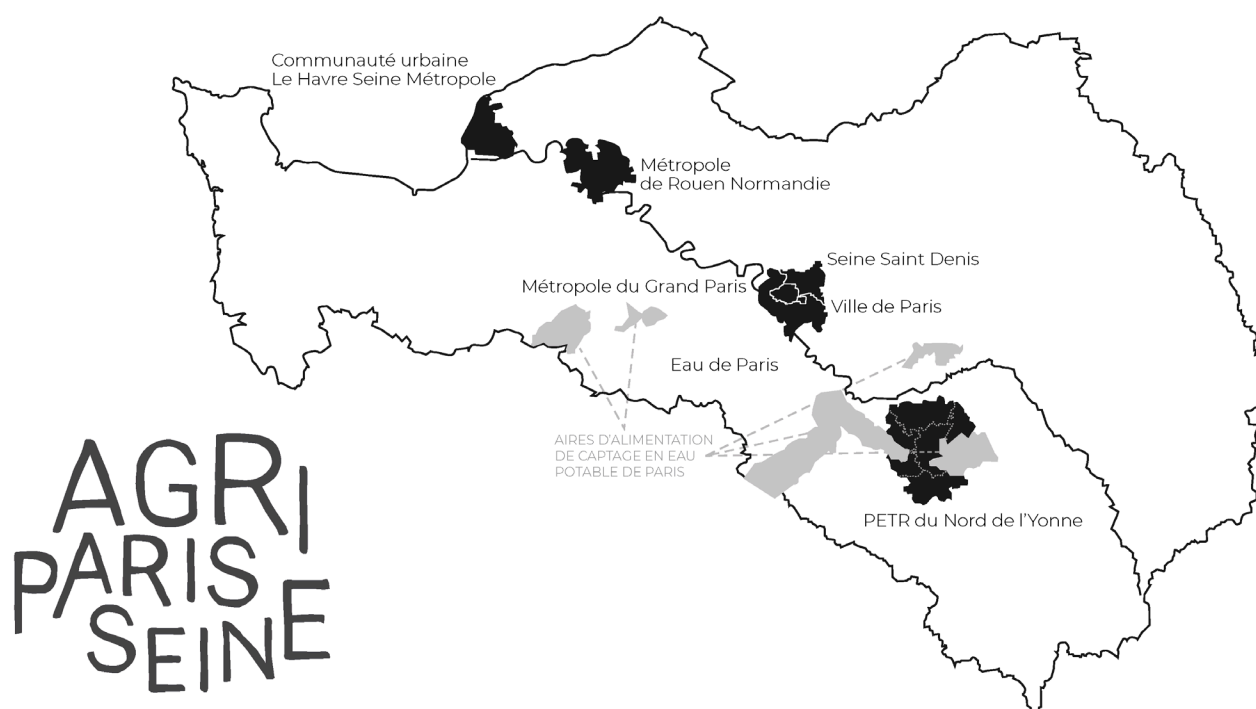 Communauté urbaine
Le Havre Seine Métropole
Métropole
de Rouen Normandie
Seine Saint Denis
Métropole du Grand Paris
Ville de Paris
Eau de Paris
AIRES D'ALIMENTATION
DE CAPTAGE EN EAU
POTABLE DE PARIS
PETR du Nord de l'Yonne
AGRI
PARIS
SEINE